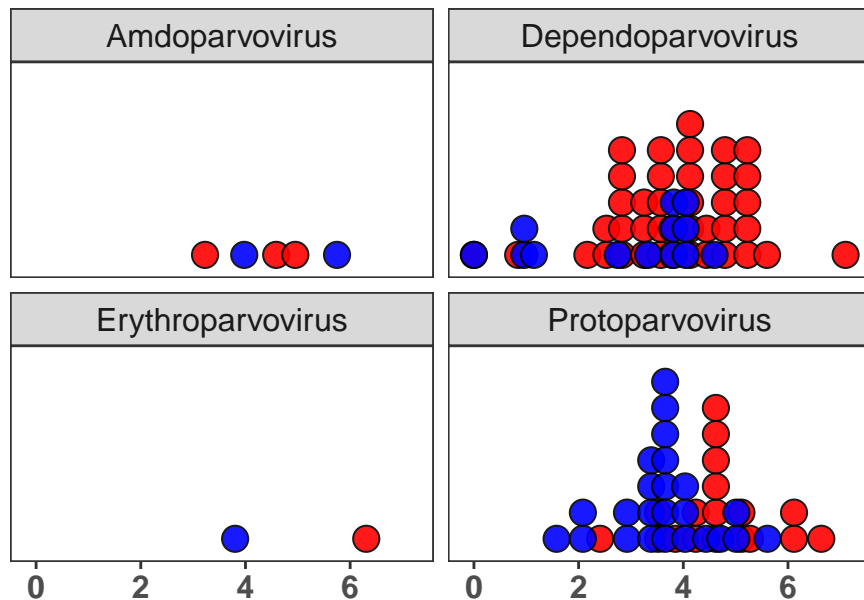 Amdoparvovirus
Dependoparvovirus
Erythroparvovirus
Protoparvovirus
0 2 4 6
0 2 4 6